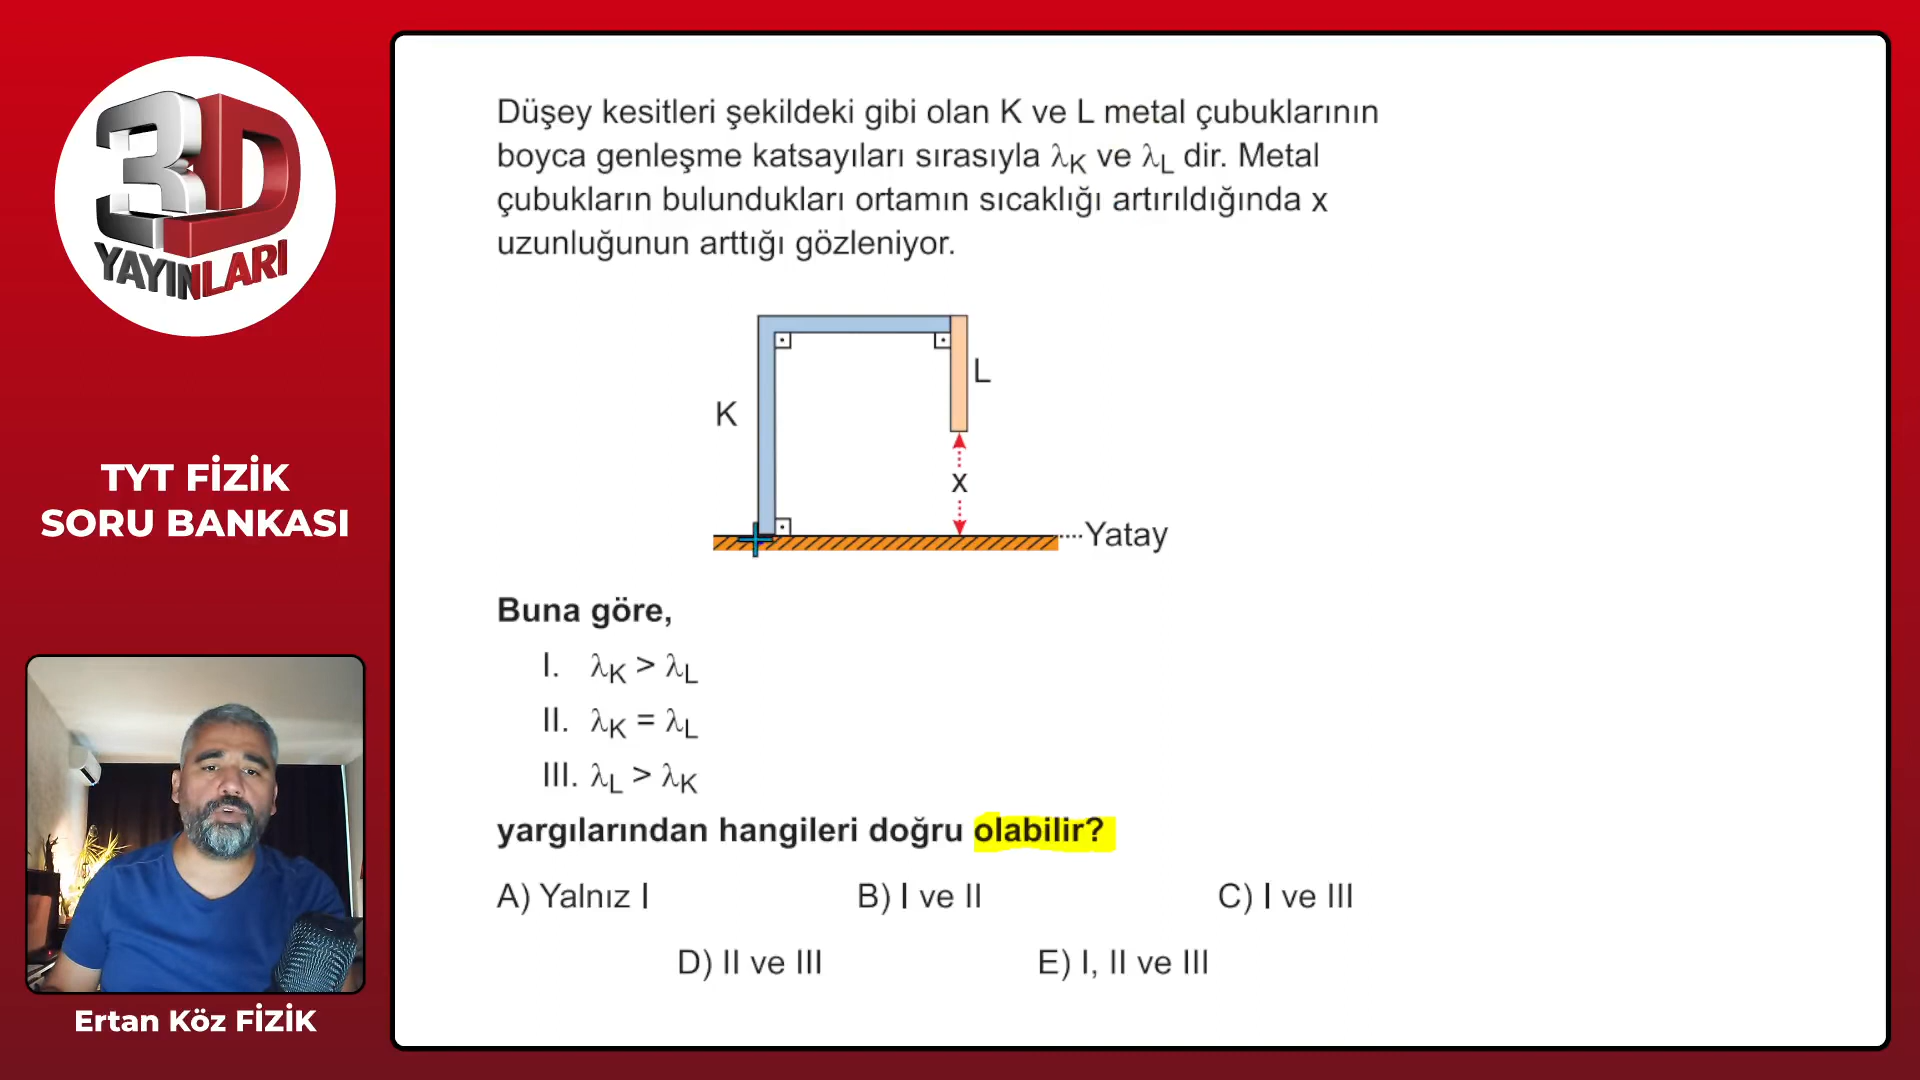 3D
YAYINLARI
TYT FİZİK
SORU BANKASI
Ertan Köz FİZİK
Düşey kesitleri şekildeki gibi olan K ve L metal çubuklarının
boyca genleşme katsayıları sırasıyla λK ve λL dir. Metal
çubukların bulundukları ortamın sıcaklığı artırıldığında x
uzunluğunun arttığı gözleniyor.
L
K
x
Yatay
Buna göre,
I. λK > λL
II. λK = λL
III. λL > λK
yargılarından hangileri doğru olabilir?
A) Yalnız I B) I ve II C) I ve III
D) II ve III E) I, II ve III